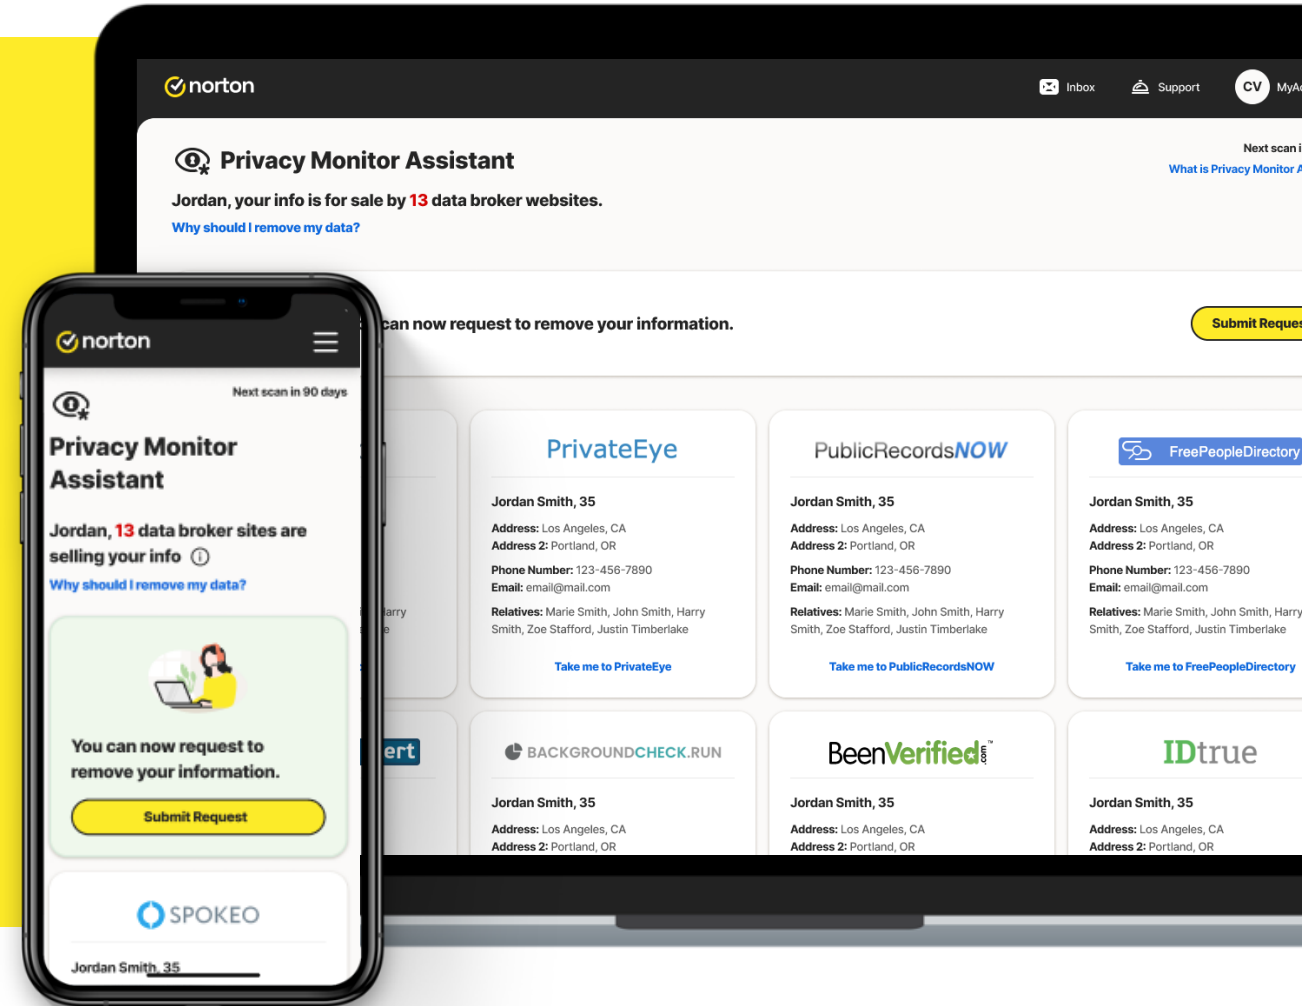 norton
Inbox
Support
CV
MyAc
Privacy Monitor Assistant
Next scan i
What is Privacy Monitor A
Jordan, your info is for sale by 13 data broker websites.
Why should I remove my data?
can now request to remove your information.
Submit Reques
norton
Next scan in 90 days
Privacy Monitor
Assistant
Jordan, 13 data broker sites are
selling your info
Why should I remove my data?
You can now request to
remove your information.
Submit Request
SPOKEO
Jordan Smith, 35
Harry
e
PrivateEye
Jordan Smith, 35
Address: Los Angeles, CA
Address 2: Portland, OR
Phone Number: 123-456-7890
Email: email@mail.com
Relatives: Marie Smith, John Smith, Harry
Smith, Zoe Stafford, Justin Timberlake
Take me to PrivateEye
PublicRecordsNOW
Jordan Smith, 35
Address: Los Angeles, CA
Address 2: Portland, OR
Phone Number: 123-456-7890
Email: email@mail.com
Relatives: Marie Smith, John Smith, Harry
Smith, Zoe Stafford, Justin Timberlake
Take me to PublicRecordsNOW
FreePeopleDirectory
Jordan Smith, 35
Address: Los Angeles, CA
Address 2: Portland, OR
Phone Number: 123-456-7890
Email: email@mail.com
Relatives: Marie Smith, John Smith, Harry
Smith, Zoe Stafford, Justin Timberlake
Take me to FreePeopleDirectory
ert
BACKGROUNDCHECK.RUN
Jordan Smith, 35
Address: Los Angeles, CA
Address 2: Portland, OR
BeenVerified.com™
Jordan Smith, 35
Address: Los Angeles, CA
Address 2: Portland, OR
IDtrue
Jordan Smith, 35
Address: Los Angeles, CA
Address 2: Portland, OR